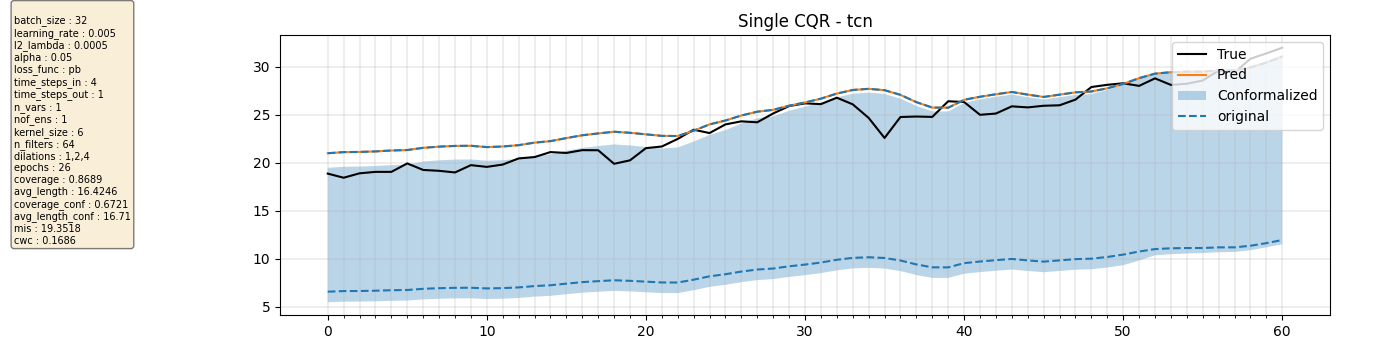 batch_size : 32
learning_rate : 0.005
l2_lambda : 0.0005
alpha : 0.05
loss_func : pb
time_steps_in : 4
time_steps_out : 1
n_vars : 1
nof_ens : 1
kernel_size : 6
n_filters : 64
dilations : 1,2,4
epochs : 26
coverage : 0.8689
avg_length : 16.4246
coverage_conf : 0.6721
avg_length_conf : 16.71
mis : 19.3518
cwc : 0.1686
Single CQR - tcn
True
Pred
Conformalized
original
30
25
20
15
10
5
0 10 20 30 40 50 60